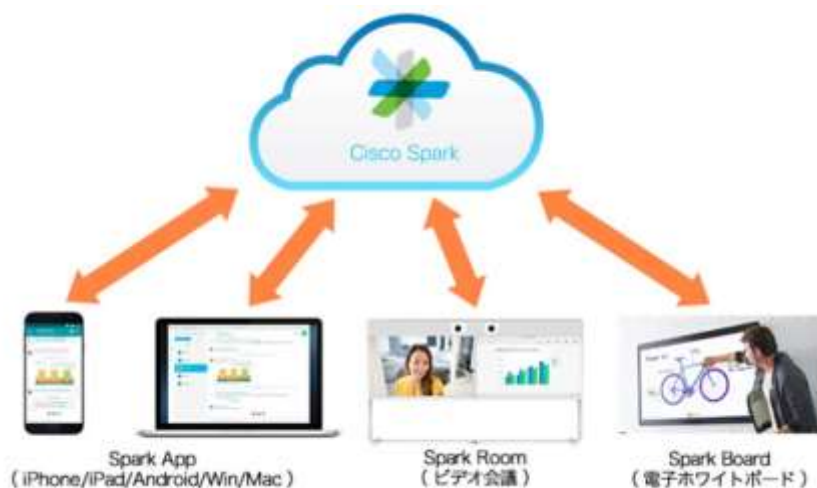 Cisco Spark
Spark App
( iPhone/iPad/Android/Win/Mac )
Spark Room
( ビデオ会議 )
Spark Board
( 電子ホワイトボード )